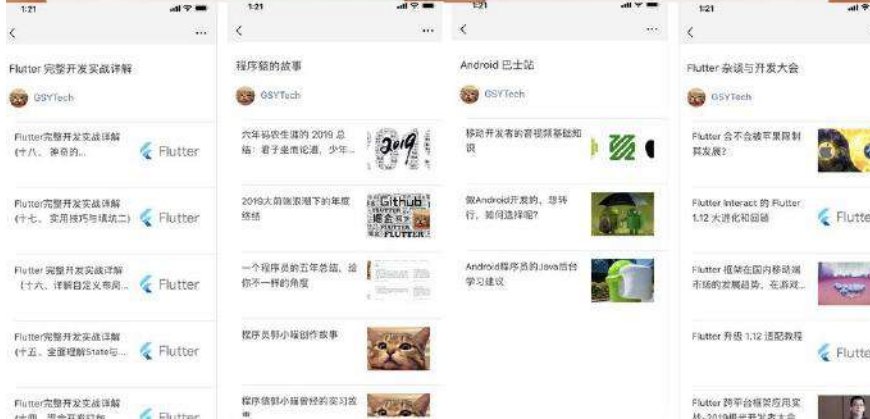 1:21
Flutter 完整开发实战详解
GSYTech
Flutter完整开发实战详解
(十八、 神奇的...
Flutter
Flutter完整开发实战详解
(十七、 实用技巧与填坑二)
Flutter
Flutter 完整开发实战详解
(十六、详解自定义布局...
Flutter
Flutter完整开发实战详解
(十五、全面理解State与...
Flutter
Flutter完整开发实战详解
Flutter
1:21
程序猿的故事
GSYTech
六年码农生涯的 2019 总
结：君子坐而论道，少年...
2019
2019大前端浪潮下的年度
总结
Github
掘金
FLUTTER
一个程序员的五年总结，给
你不一样的角度
程序员郭小喵创作故事
1:21
Android 巴士站
GSYTech
移动开发者的音视频基础知
识
做Android开发的，想转
行，如何选择呢？
Android程序员的Java后台
学习建议
1:21
Flutter 杂谈与开发大会
GSYTech
Flutter 会不会被苹果限制
其发展？
Flutter Interact 的 Flutter
1.12 大进化和回顾
Flutte
Flutter 框架在国内移动端
市场的发展趋势，在游戏...
Flutter 升级 1.12 适配教程
Flutte
Flutter 跨平台框架应用实
战-2019极光开发者大会